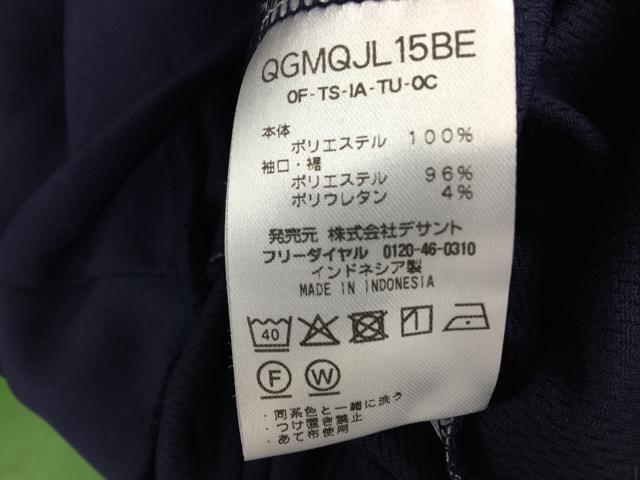 QGMQJL15BE
OF-TS-IA-TU-OC
本体
ポリエステル 100%
袖口・裾
ポリエステル 96%
ポリウレタン 4%
発売元 株式会社デサント
フリーダイヤル 0120-46-0310
インドネシア製
MADE IN INDONESIA
40
F W
・同系色と一緒に洗う
・つけ置き禁止
・あて布使用